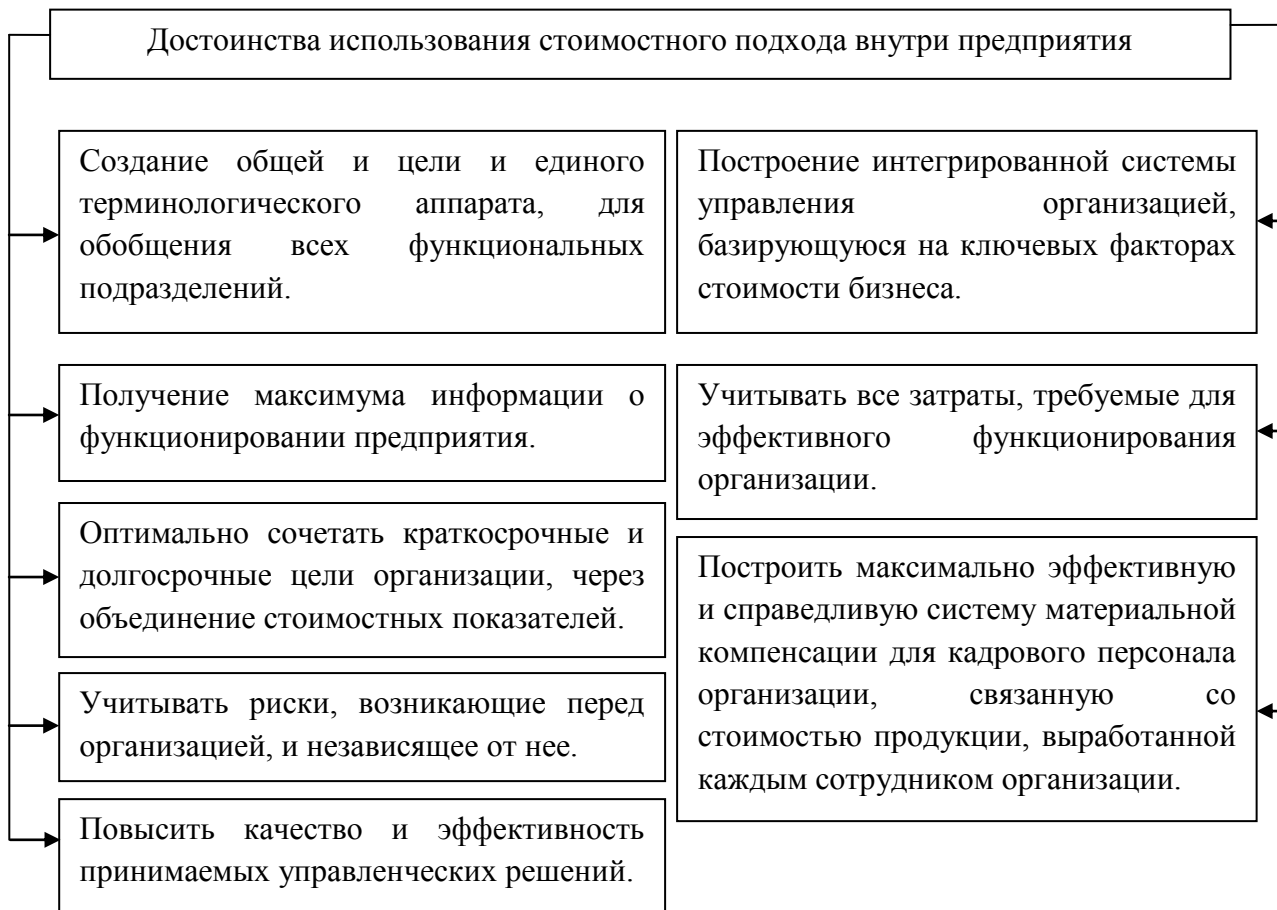 Достоинства использования стоимостного подхода внутри предприятия
Создание общей и цели и единого
терминологического аппарата, для
обобщения всех функциональных
подразделений.
Получение максимума информации о
функционировании предприятия.
Оптимально сочетать краткосрочные и
долгосрочные цели организации, через
объединение стоимостных показателей.
Учитывать риски, возникающие перед
организацией, и независящее от нее.
Повысить качество и эффективность
принимаемых управленческих решений.
Построение интегрированной системы
управления организацией,
базирующуюся на ключевых факторах
стоимости бизнеса.
Учитывать все затраты, требуемые для
эффективного функционирования
организации.
Построить максимально эффективную
и справедливую систему материальной
компенсации для кадрового персонала
организации, связанную со
стоимостью продукции, выработанной
каждым сотрудником организации.